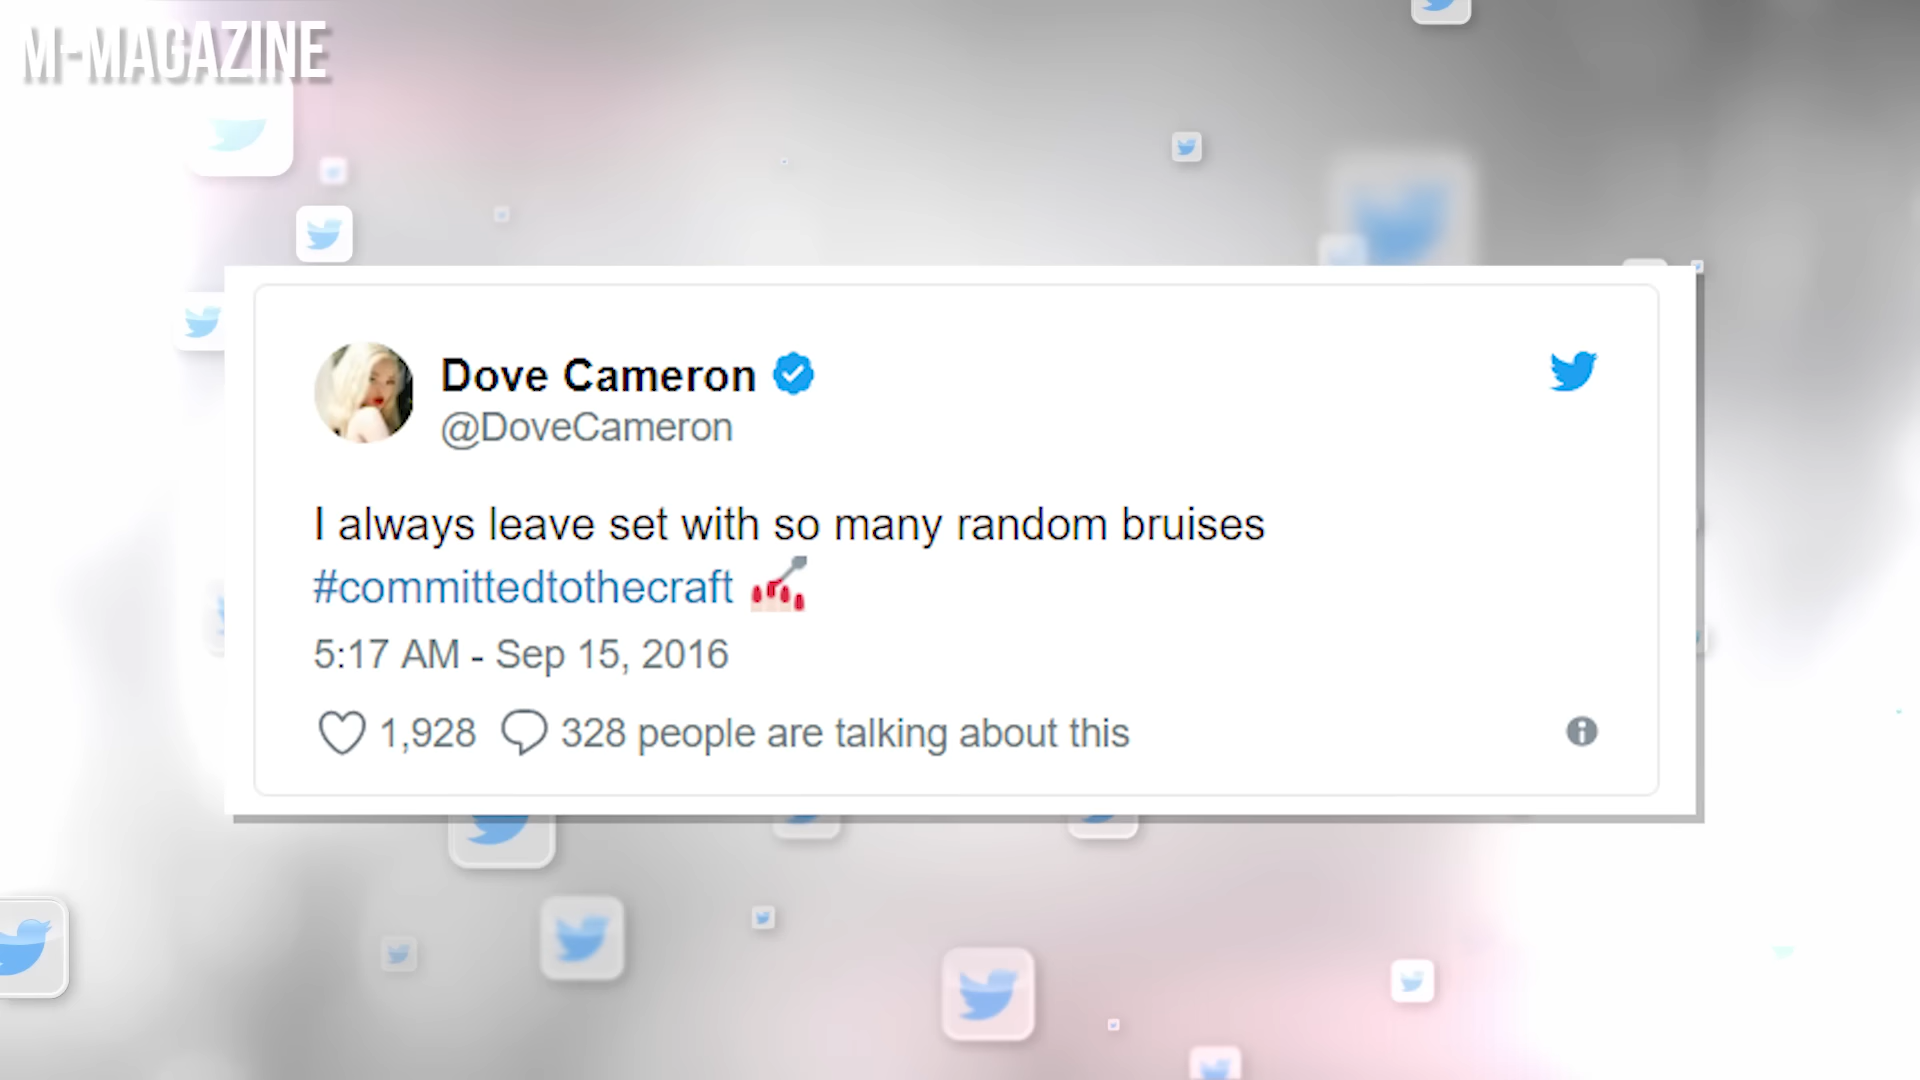 M-MAGAZINE
Dove Cameron
@DoveCameron
I always leave set with so many random bruises
#committedtothecraft 💅
5:17 AM - Sep 15, 2016
1,928 328 people are talking about this